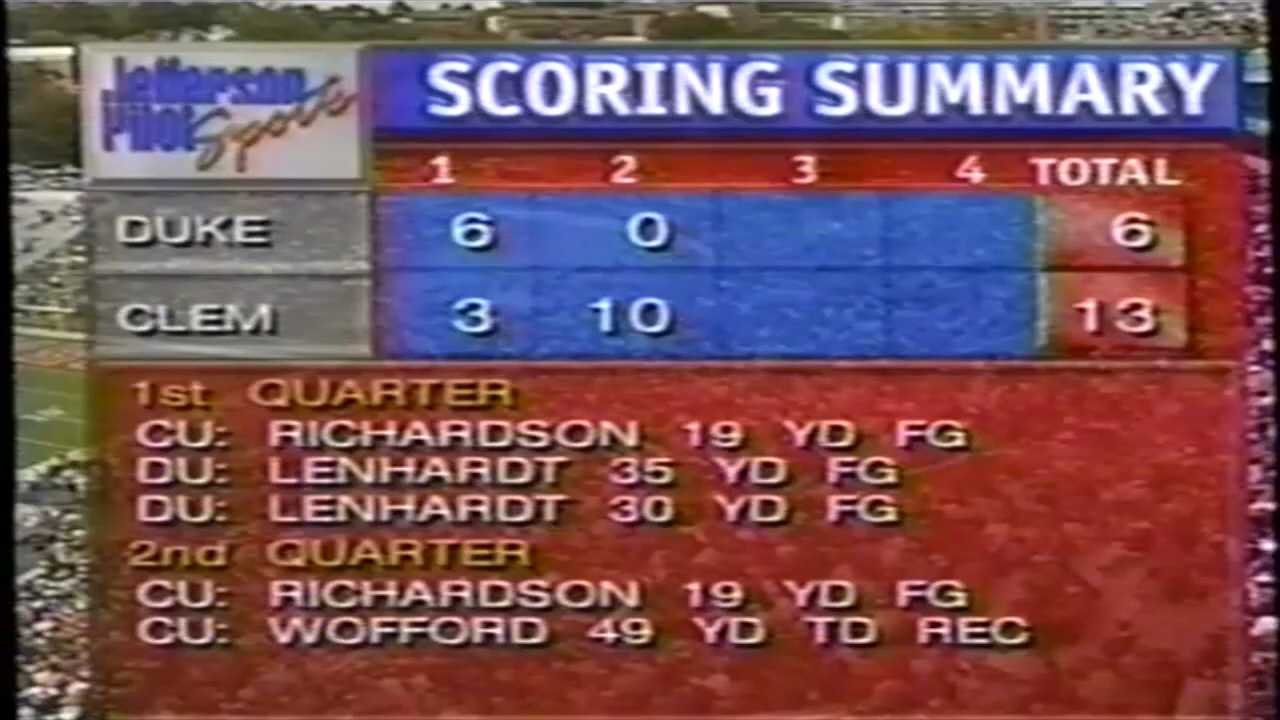 Jefferson
Pilot Sports
SCORING SUMMARY
1 2 3 4 TOTAL
DUKE 6 0 6
CLEM 3 10 13
1st QUARTER
CU: RICHARDSON 19 YD FG
DU: LENHARDT 35 YD FG
DU: LENHARDT 30 YD FG
2nd QUARTER
CU: RICHARDSON 19 YD FG
CU: WOFFORD 49 YD TD REC